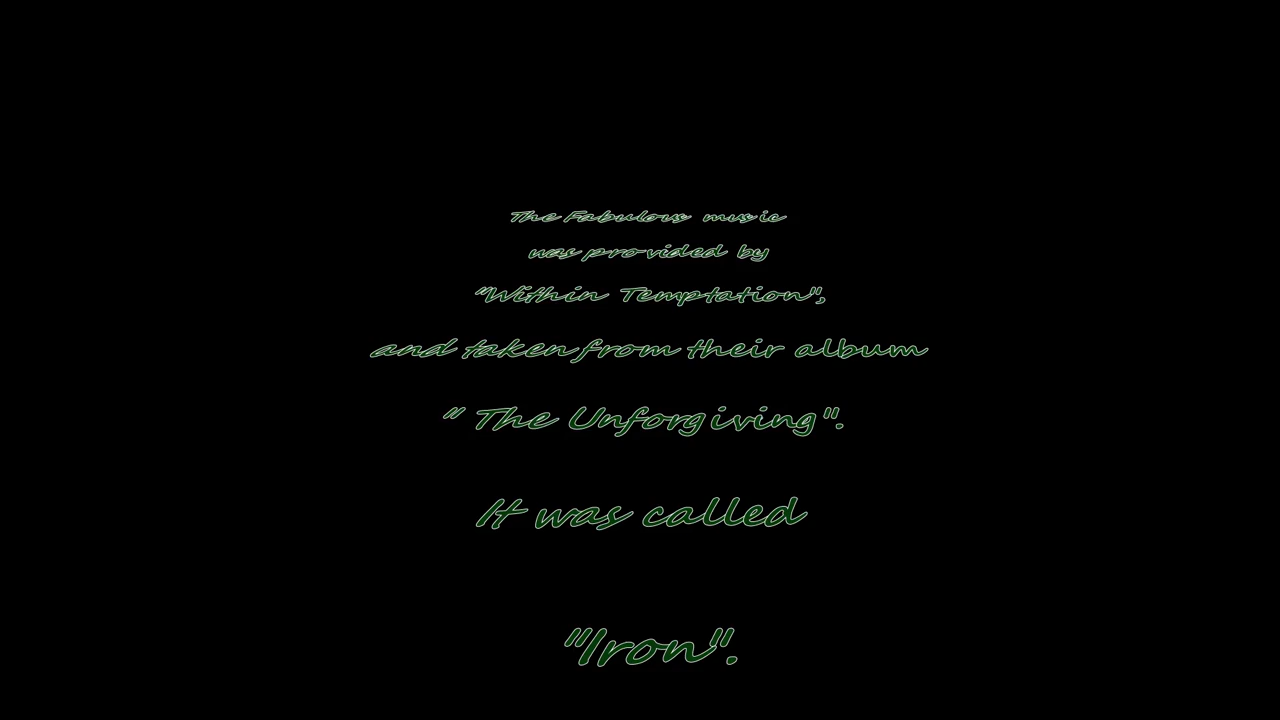 The Fabulous music
was provided by
"Within Temptation",
and taken from their album
" The Unforgiving".
It was called
"Iron".